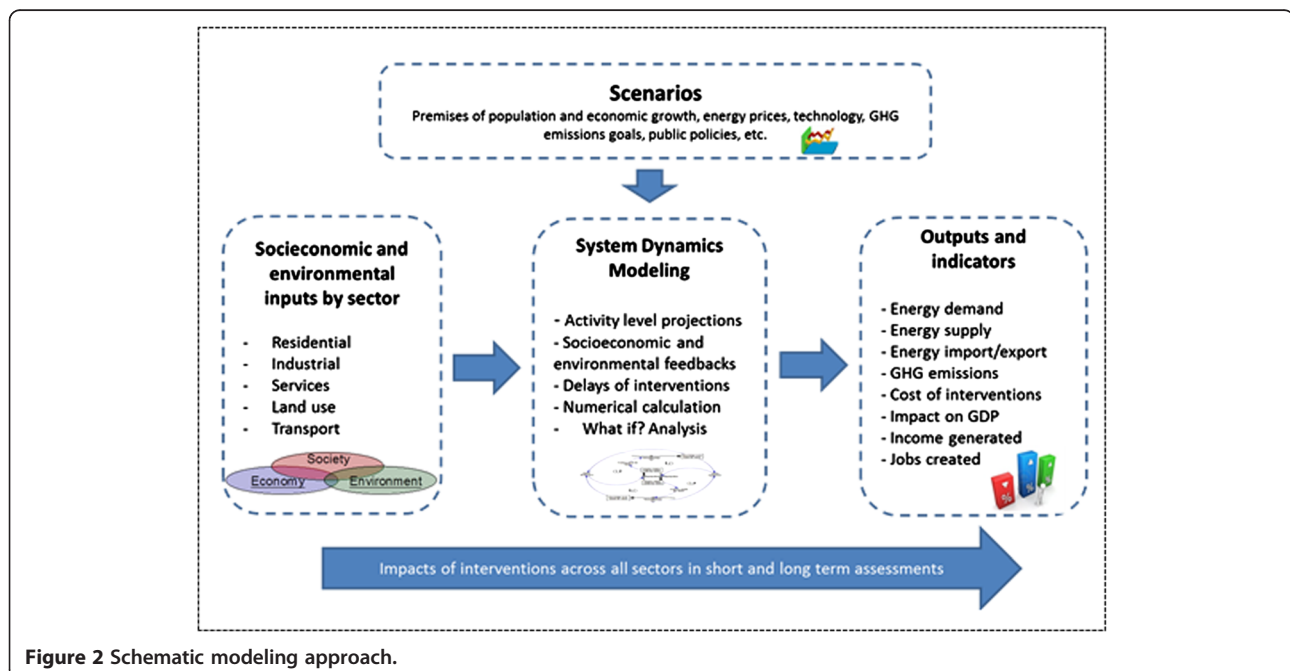 Scenarios
Premises of population and economic growth, energy prices, technology, GHG
emissions goals, public policies, etc.
Socieconomic and
environmental
inputs by sector
- Residential
- Industrial
- Services
- Land use
- Transport
Society
Economy
Environment
System Dynamics
Modeling
- Activity level projections
- Socioeconomic and
environmental feedbacks
- Delays of interventions
- Numerical calculation
- What if? Analysis
Outputs and
indicators
- Energy demand
- Energy supply
- Energy import/export
- GHG emissions
- Cost of interventions
- Impact on GDP
- Income generated
- Jobs created
%
%
%
Impacts of interventions across all sectors in short and long term assessments
Figure 2 Schematic modeling approach.